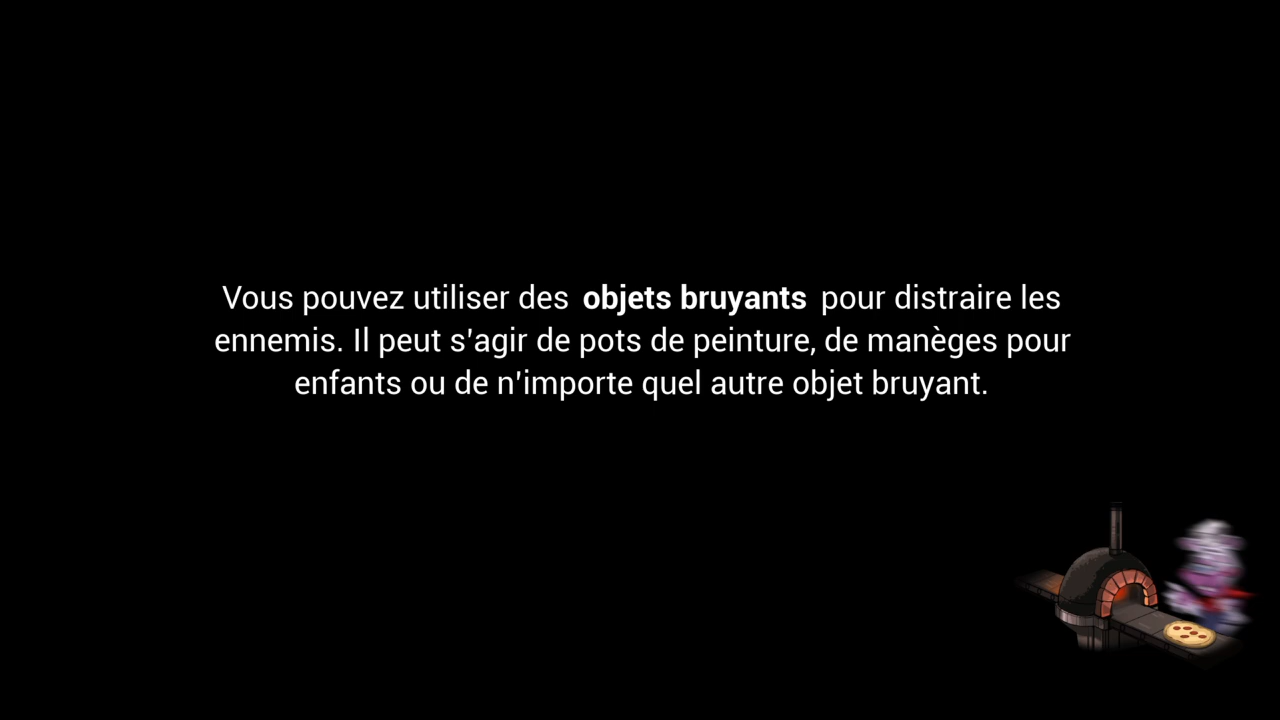 Vous pouvez utiliser des objets bruyants pour distraire les
ennemis. Il peut s'agir de pots de peinture, de manèges pour
enfants ou de n'importe quel autre objet bruyant.